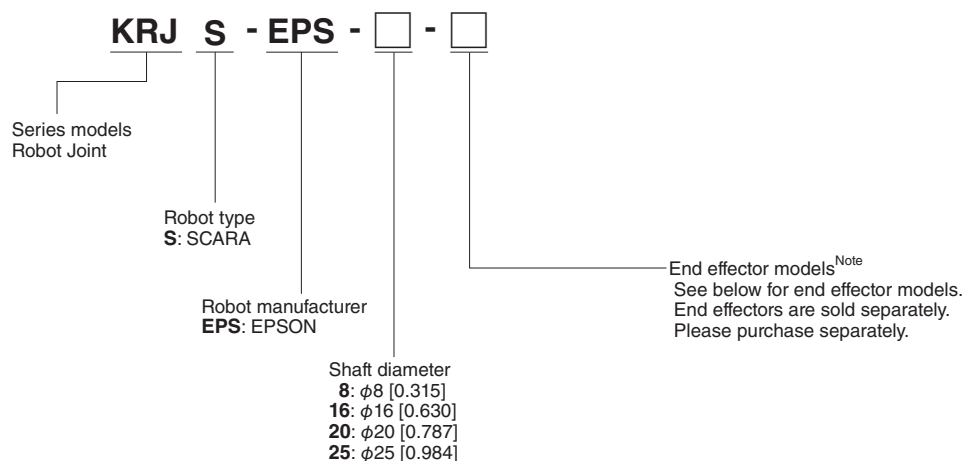 KRJ S - EPS - □ - □
Series models
Robot Joint
Robot type
S: SCARA
Robot manufacturer
EPS: EPSON
Shaft diameter
8: ϕ8 [0.315]
16: ϕ16 [0.630]
20: ϕ20 [0.787]
25: ϕ25 [0.984]
End effector modelsNote
See below for end effector models.
End effectors are sold separately.
Please purchase separately.